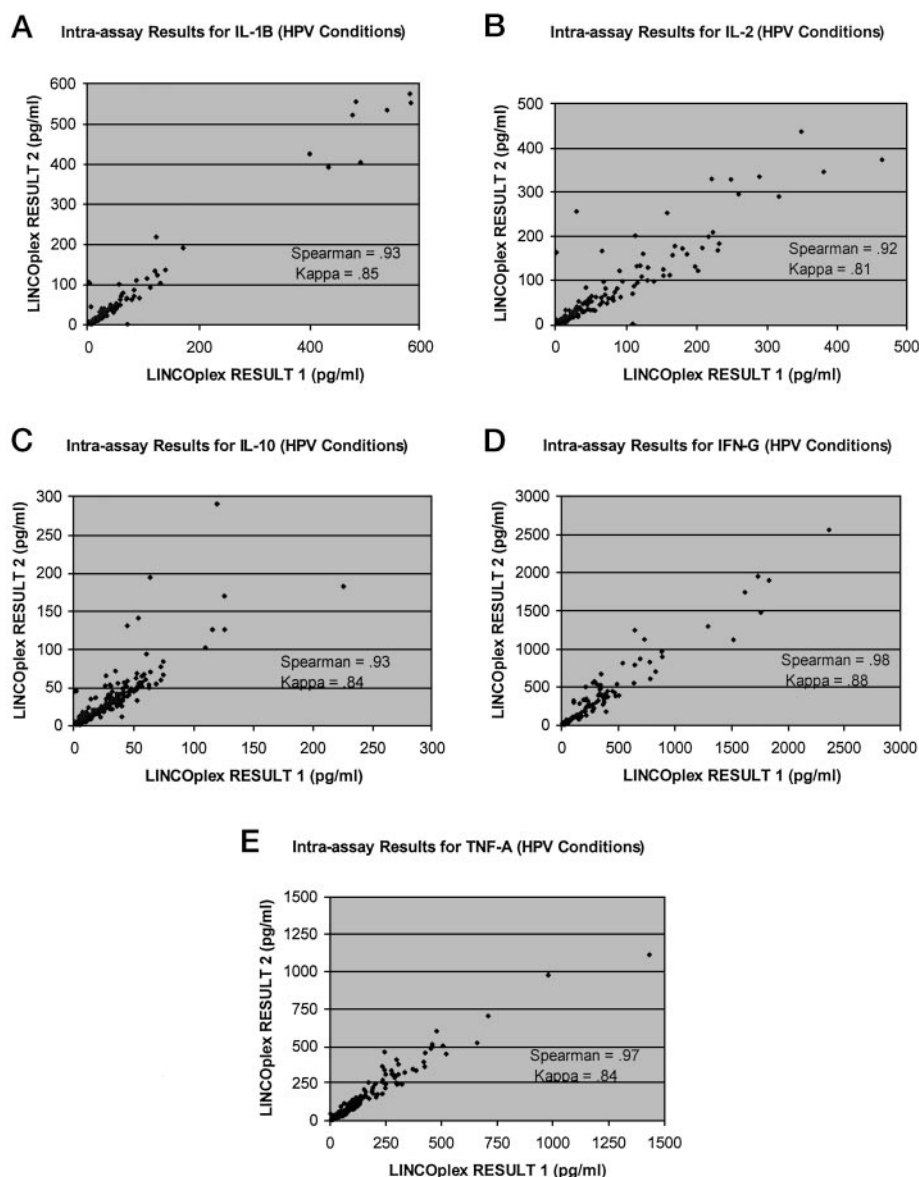 A
Intra-assay Results for IL-1B (HPV Conditions)
LINCOplex RESULT 2 (pg/ml)
600
500
400
300
200
100
0
Spearman = .93
Kappa = .85
0 200 400 600
LINCOplex RESULT 1 (pg/ml)
B
Intra-assay Results for IL-2 (HPV Conditions)
LINCOplex RESULT 2 (pg/ml)
500
400
300
200
100
0
Spearman = .92
Kappa = .81
0 100 200 300 400 500
LINCOplex RESULT 1 (pg/ml)
C
Intra-assay Results for IL-10 (HPV Conditions)
LINCOplex RESULT 2 (pg/ml)
300
250
200
150
100
50
0
Spearman = .93
Kappa = .84
0 50 100 150 200 250 300
LINCOplex RESULT 1 (pg/ml)
D
Intra-assay Results for IFN-G (HPV Conditions)
LINCOplex RESULT 2 (pg/ml)
3000
2500
2000
1500
1000
500
0
Spearman = .98
Kappa = .88
0 500 1000 1500 2000 2500 3000
LINCOplex RESULT 1 (pg/ml)
E
Intra-assay Results for TNF-A (HPV Conditions)
LINCOplex RESULT 2 (pg/ml)
1500
1250
1000
750
500
250
0
Spearman = .97
Kappa = .84
0 250 500 750 1000 1250 1500
LINCOplex RESULT 1 (pg/ml)